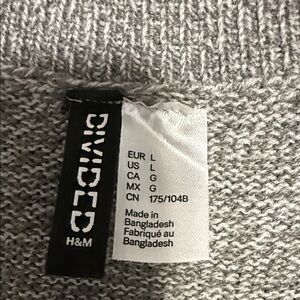 DIVIDED
H&M
EUR L
US L
CA G
MX G
CN 175/104B
Made in
Bangladesh
Fabriqué au
Bangladesh